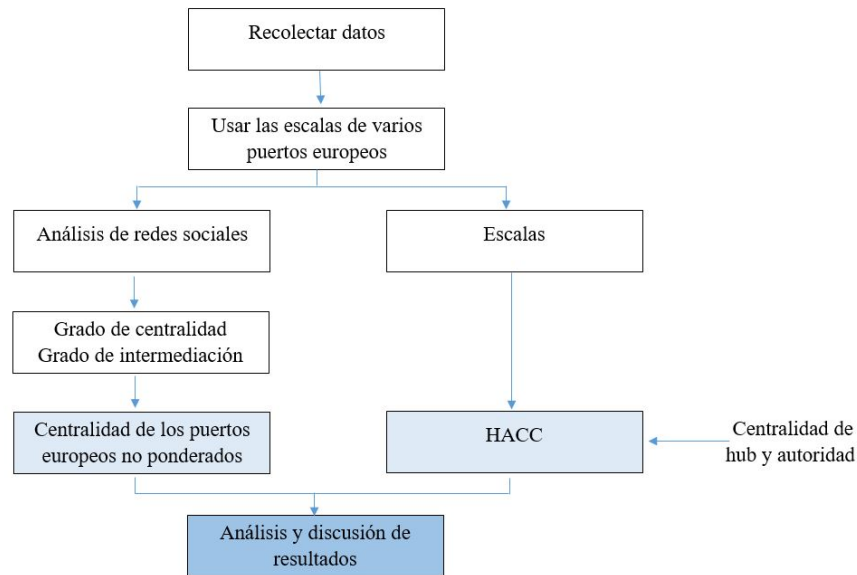 Recolectar datos
Usar las escalas de varios
puertos europeos
Análisis de redes sociales
Escalas
Grado de centralidad
Grado de intermediación
Centralidad de los puertos
europeos no ponderados
HACC
Centralidad de
hub y autoridad
Análisis y discusión de
resultados